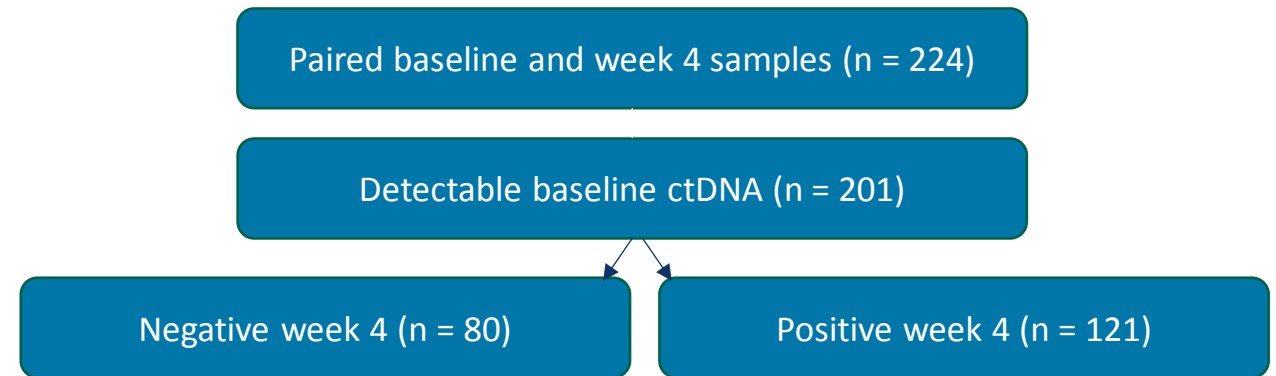 Paired baseline and week 4 samples (n = 224)
Detectable baseline ctDNA (n = 201)
Negative week 4 (n = 80)
Positive week 4 (n = 121)